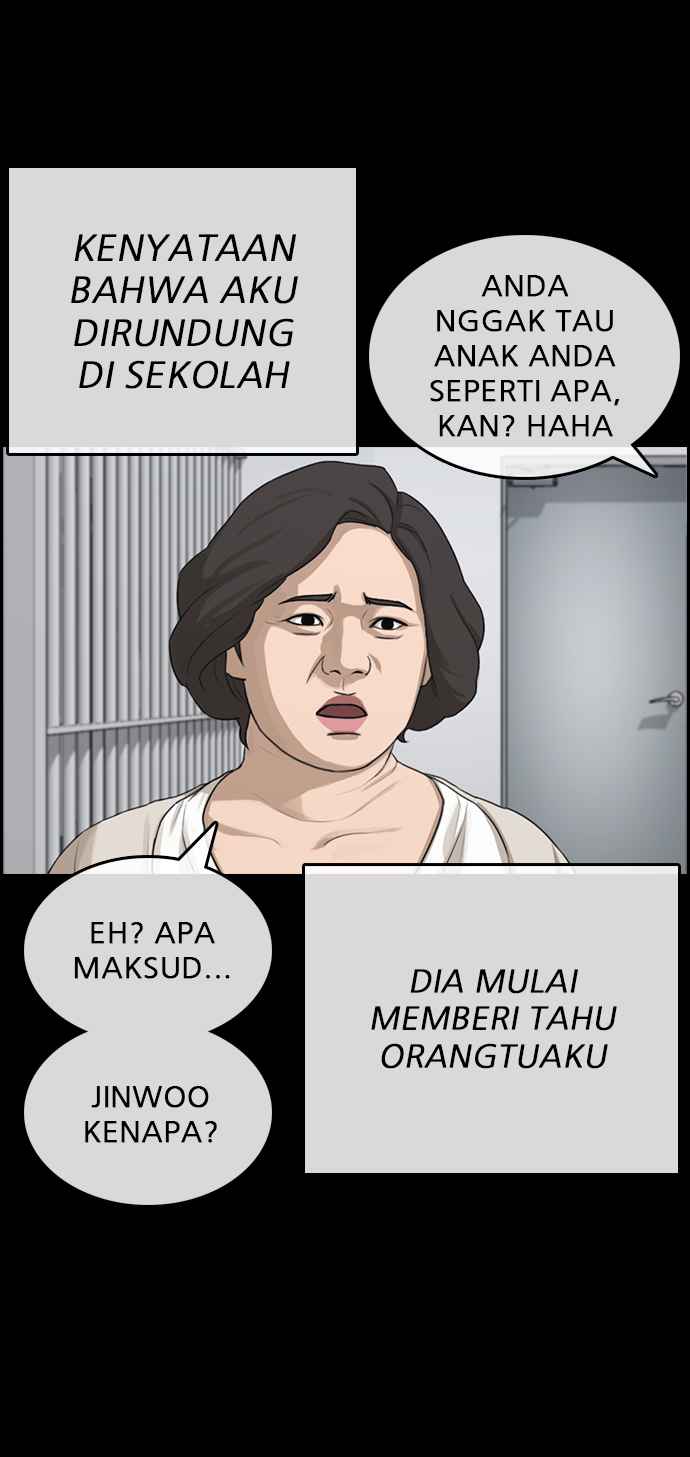 KENYATAAN
BAHWA AKU
DIRUNDUNG
DI SEKOLAH
ANDA
NGGAK TAU
ANAK ANDA
SEPERTI APA,
KAN? HAHA
EH? APA
MAKSUD...
JINWOO
KENAPA?
DIA MULAI
MEMBERI TAHU
ORANGTUAKU